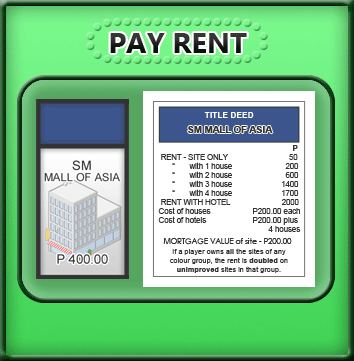 PAY RENT
SM
MALL OF ASIA
P 400.00
TITLE DEED
SM MALL OF ASIA
P
RENT - SITE ONLY 50
" with 1 house 200
" with 2 house 600
" with 3 house 1400
" with 4 house 1700
RENT WITH HOTEL 2000
Cost of houses P200.00 each
Cost of hotels P200.00 plus
4 houses
MORTGAGE VALUE of site - P200.00
If a player owns all the sites of any
colour group, the rent is doubled on
unimproved sites in that group.